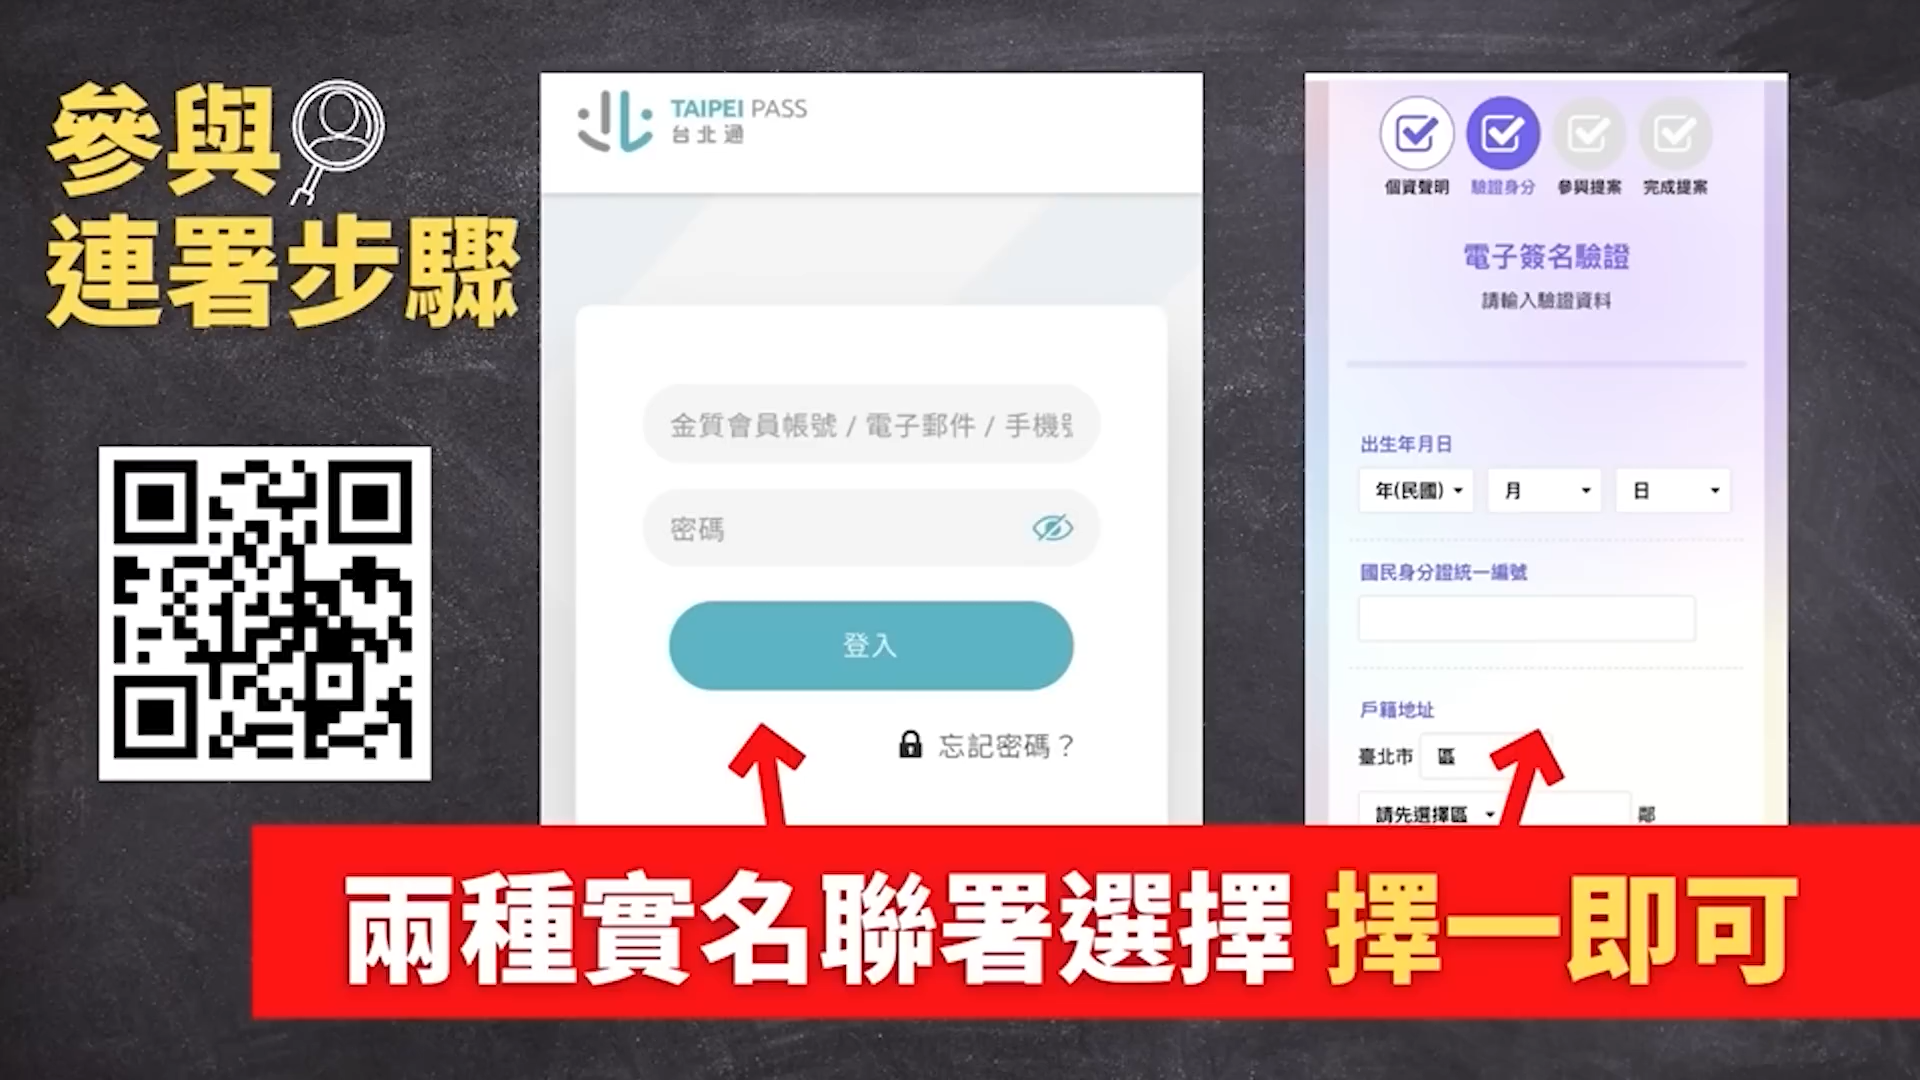 參與
連署步驟
TAIPEI PASS
台北通
金質會員帳號 / 電子郵件 / 手機
密碼
登入
忘記密碼？
個資聲明 驗證身分 參與提案 完成提案
電子簽名驗證
請輸入驗證資料
出生年月日
年(民國) 月 日
國民身分證統一編號
戶籍地址
臺北市 區
請先選擇區 鄰
兩種實名聯署選擇 擇一即可